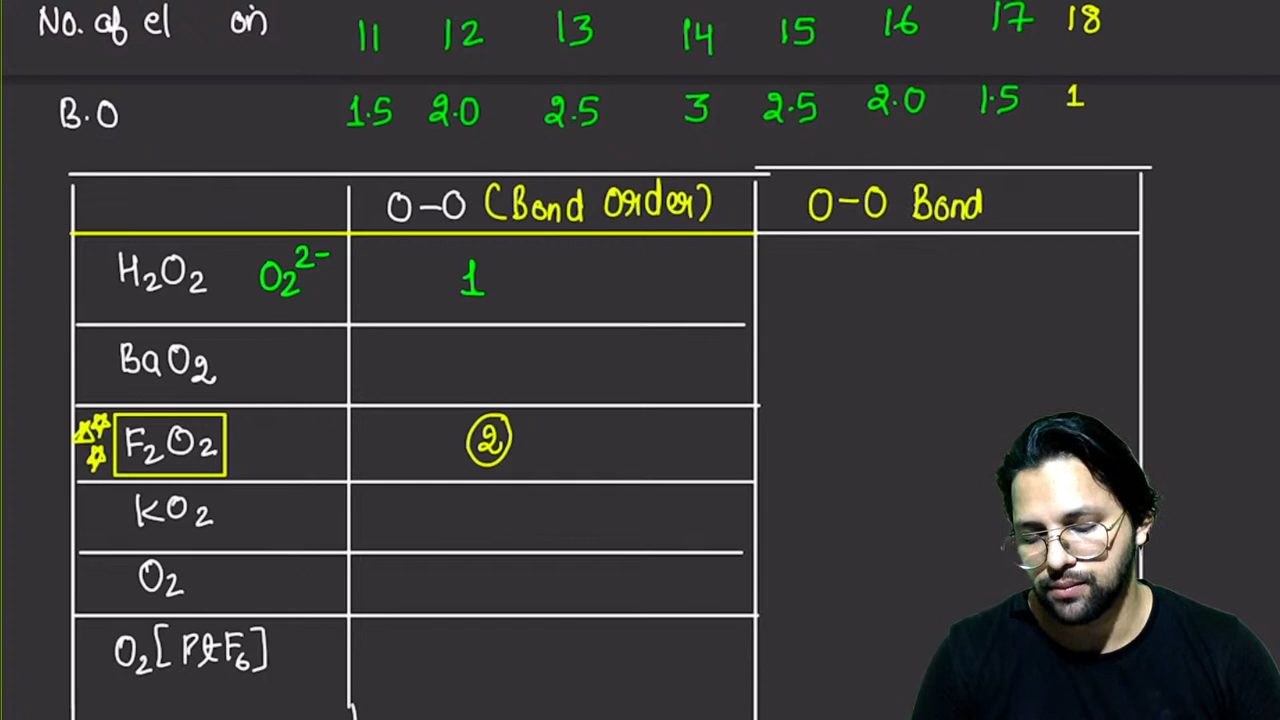 No. of el on 11 12 13 14 15 16 17 18
B.O 1.5 2.0 2.5 3 2.5 2.0 1.5 1
O-O (Bond Order) O-O Bond
H₂O₂ O₂²⁻ 1
BaO₂
F₂O₂ 2
KO₂
O₂
O₂[PtF₆]